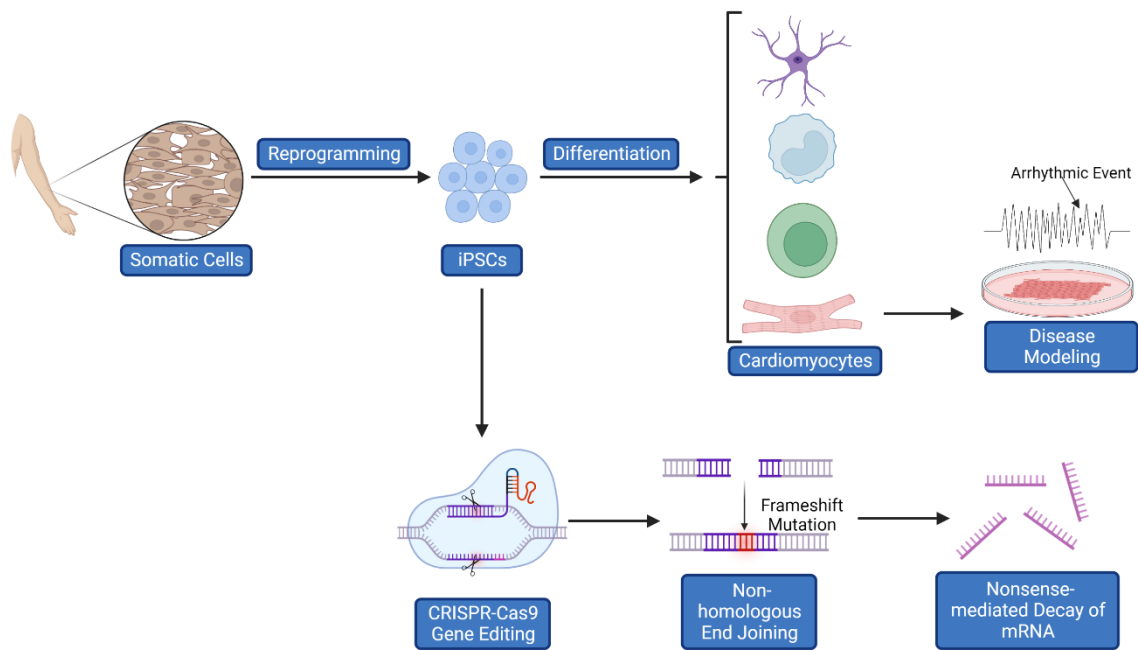 Reprogramming
Differentiation
Somatic Cells
iPSCs
Cardiomyocytes
Arrhythmic Event
Disease
Modeling
CRISPR-Cas9
Gene Editing
Frameshift
Mutation
Non-
homologous
End Joining
Nonsense-
mediated Decay of
mRNA